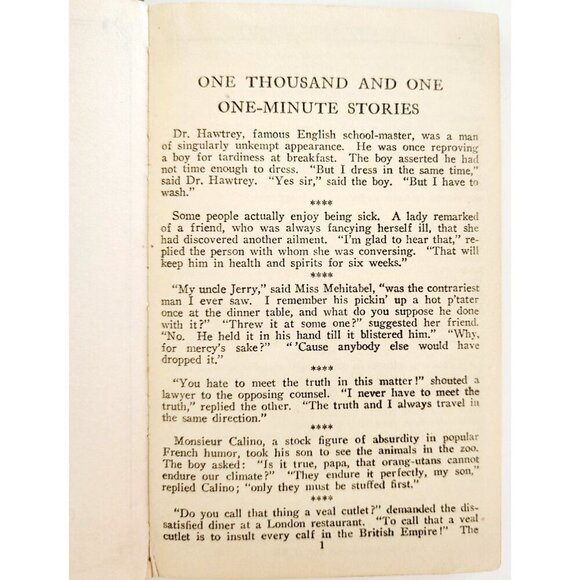 ONE THOUSAND AND ONE
ONE-MINUTE STORIES
Dr. Hawtrey, famous English school-master, was a man
of singularly unkempt appearance. He was once reproving
a boy for tardiness at breakfast. The boy asserted he had
not time enough to dress. “But I dress in the same time,”
said Dr. Hawtrey. “Yes sir,” said the boy. “But I have to
wash.”
****
Some people actually enjoy being sick. A lady remarked
of a friend, who was always fancying herself ill, that she
had discovered another ailment. “I’m glad to hear that,” re-
plied the person with whom she was conversing. “That will
keep him in health and spirits for six weeks.”
****
“My uncle Jerry,” said Miss Mehitabel, “was the contrariest
man I ever saw. I remember his pickin’ up a hot p’tater
once at the dinner table, and what do you suppose he done
with it?” “Threw it at some one?” suggested her friend.
“No. He held it in his hand till it blistered him.” “Why,
for mercy’s sake?” “ ’Cause anybody else would have
dropped it.”
****
“You hate to meet the truth in this matter!” shouted a
lawyer to the opposing counsel. “I never have to meet the
truth,” replied the other. “The truth and I always travel in
the same direction.”
****
Monsieur Calino, a stock figure of absurdity in popular
French humor, took his son to see the animals in the zoo.
The boy asked: “Is it true, papa, that orang-utans cannot
endure our climate?” “They endure it perfectly, my son,”
replied Calino; “only they must be stuffed first.”
****
“Do you call that thing a veal cutlet?” demanded the dis-
satisfied diner at a London restaurant. “To call that a veal
cutlet is to insult every calf in the British Empire!” The
1